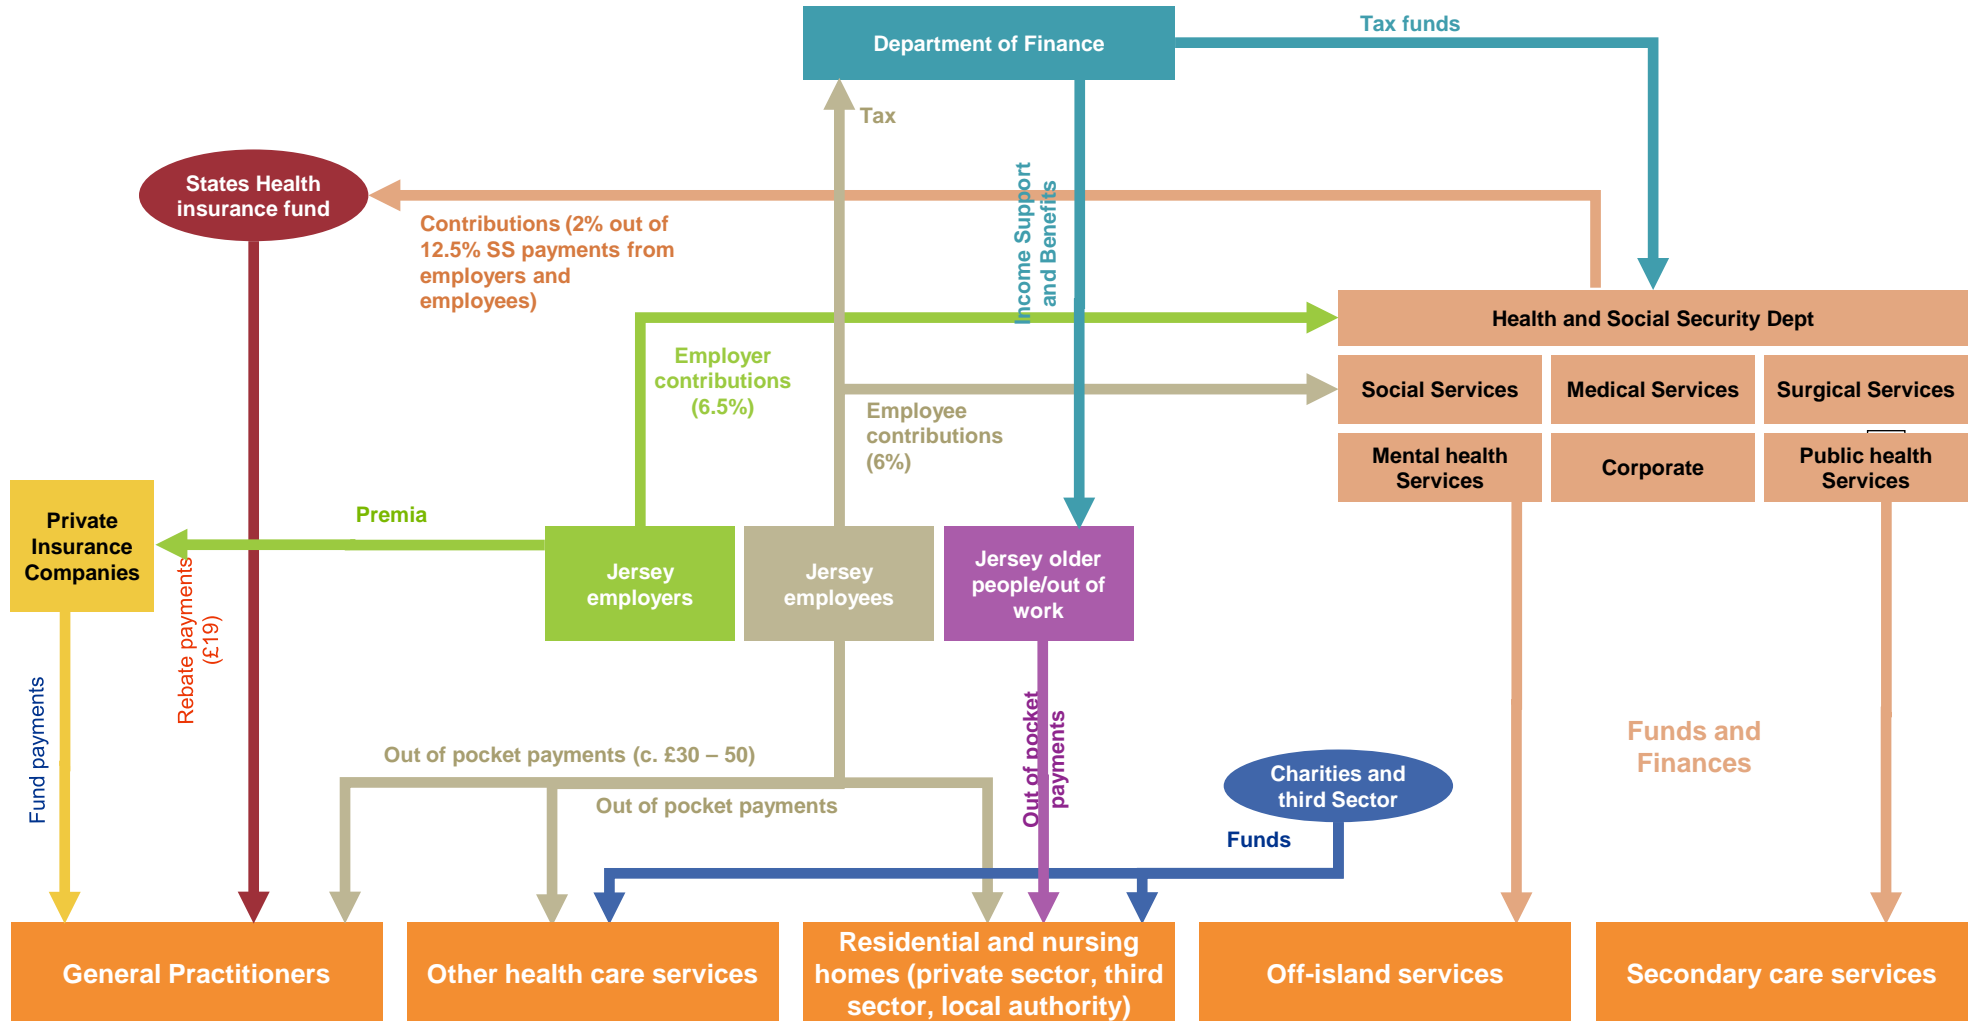 Department of Finance
Tax funds
Tax
States Health
insurance fund
Contributions (2% out of
12.5% SS payments from
employers and
employees)
Income Support
and Benefits
Health and Social Security Dept
Employer
contributions
(6.5%)
Employee
contributions
(6%)
Social Services
Medical Services
Surgical Services
Mental health
Services
Corporate
Public health
Services
Private
Insurance
Companies
Premia
Jersey
employers
Jersey
employees
Jersey older
people/out of
work
Rebate payments
(£19)
Fund payments
Out of pocket payments (c. £30 – 50)
Out of pocket payments
Out of pocket
payments
Charities and
third Sector
Funds
Funds and
Finances
General Practitioners
Other health care services
Residential and nursing
homes (private sector, third
sector, local authority)
Off-island services
Secondary care services